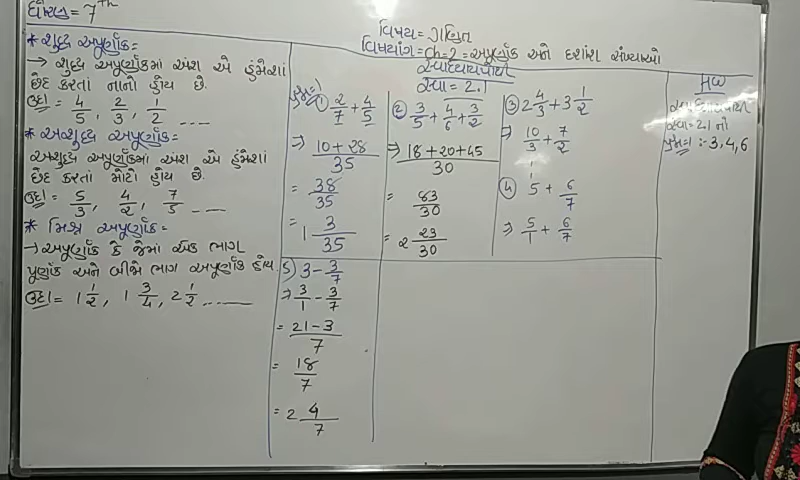 ધોરણ = 7th
વિષય = ગણિત
વિષયાંગ = Ch = 2 = અપૂર્ણાંક અને દશાંશ સંખ્યાઓ
સ્વાધ્યાયપોથી
સ્વા = 2.1
* શુદ્ધ અપૂર્ણાંક =
→ શુદ્ધ અપૂર્ણાંકમાં અંશ એ હંમેશાં
છેદ કરતાં નાનો હોય છે.
ઉદા = 4/5, 2/3, 1/2 ---
* અશુદ્ધ અપૂર્ણાંક =
અશુદ્ધ અપૂર્ણાંકમાં અંશ એ હંમેશાં
છેદ કરતાં મોટો હોય છે.
ઉદા = 5/3, 4/2, 7/5 ---
* મિશ્ર અપૂર્ણાંક =
→ અપૂર્ણાંક કે જેમાં એક ભાગ
પૂર્ણાંક અને બીજો ભાગ અપૂર્ણાંક હોય.
ઉદા = 1 1/2, 1 3/4, 2 1/2 ------
① 2/7 + 4/5
⇒ 10 + 28 / 35
= 38/35
= 1 3/35
② 3/5 + 4/6 + 3/2
⇒ 18 + 20 + 45 / 30
= 83/30
= 2 23/30
③ 2 4/3 + 3 1/2
⇒ 10/3 + 7/2
④ 5 + 6/7
⇒ 5/1 + 6/7
5) 3 - 3/7
⇒ 3/1 - 3/7
= 21 - 3 / 7
= 18/7
= 2 4/7
HW
સ્વાધ્યાયપોથી
સ્વા = 2.1 નો
:- 3, 4, 6